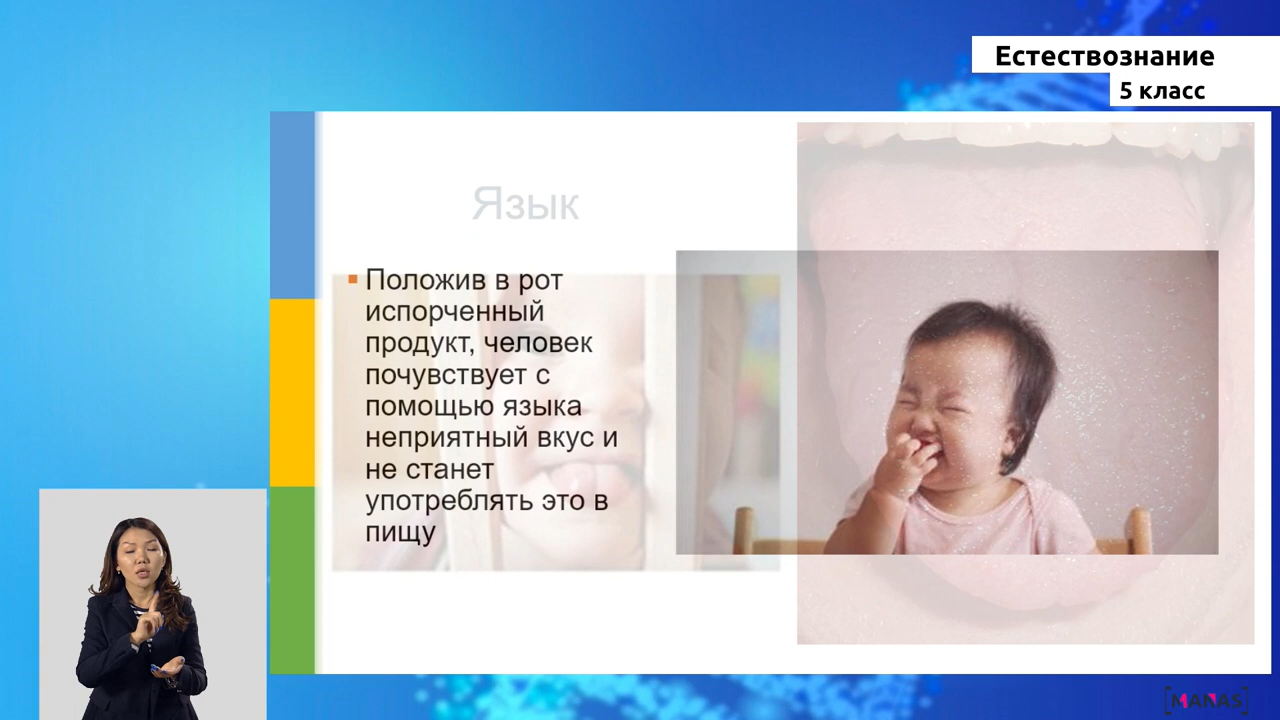 Естествознание
5 класс
Язык
Положив в рот
испорченный
продукт, человек
почувствует с
помощью языка
неприятный вкус и
не станет
употреблять это в
пищу
[MANAS]